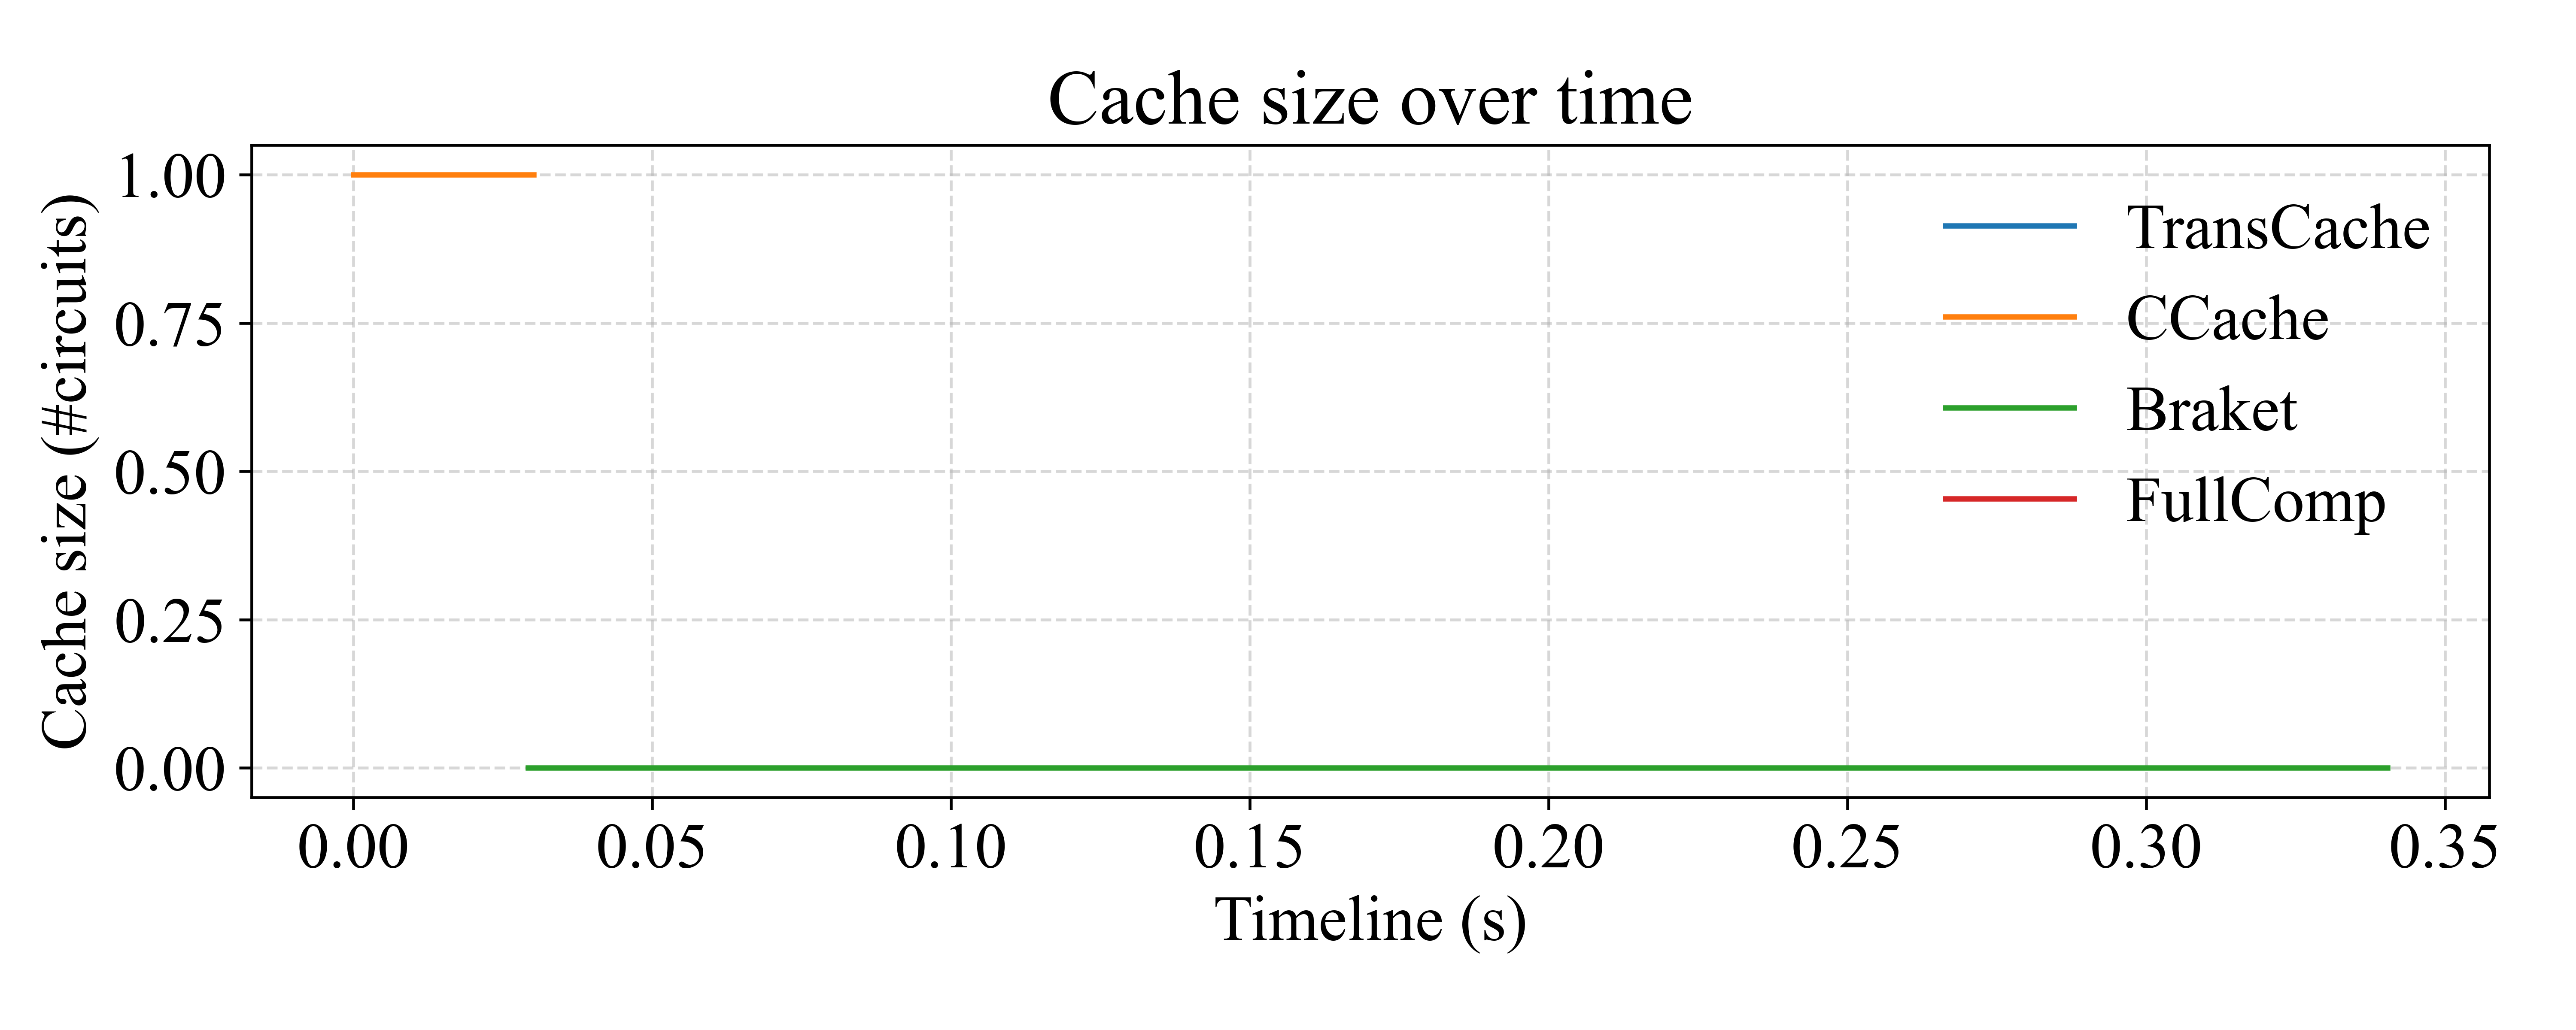 Cache size over time
Cache size (#circuits)
1.00
0.75
0.50
0.25
0.00
TransCache
CCache
Braket
FullComp
0.00 0.05 0.10 0.15 0.20 0.25 0.30 0.35
Timeline (s)